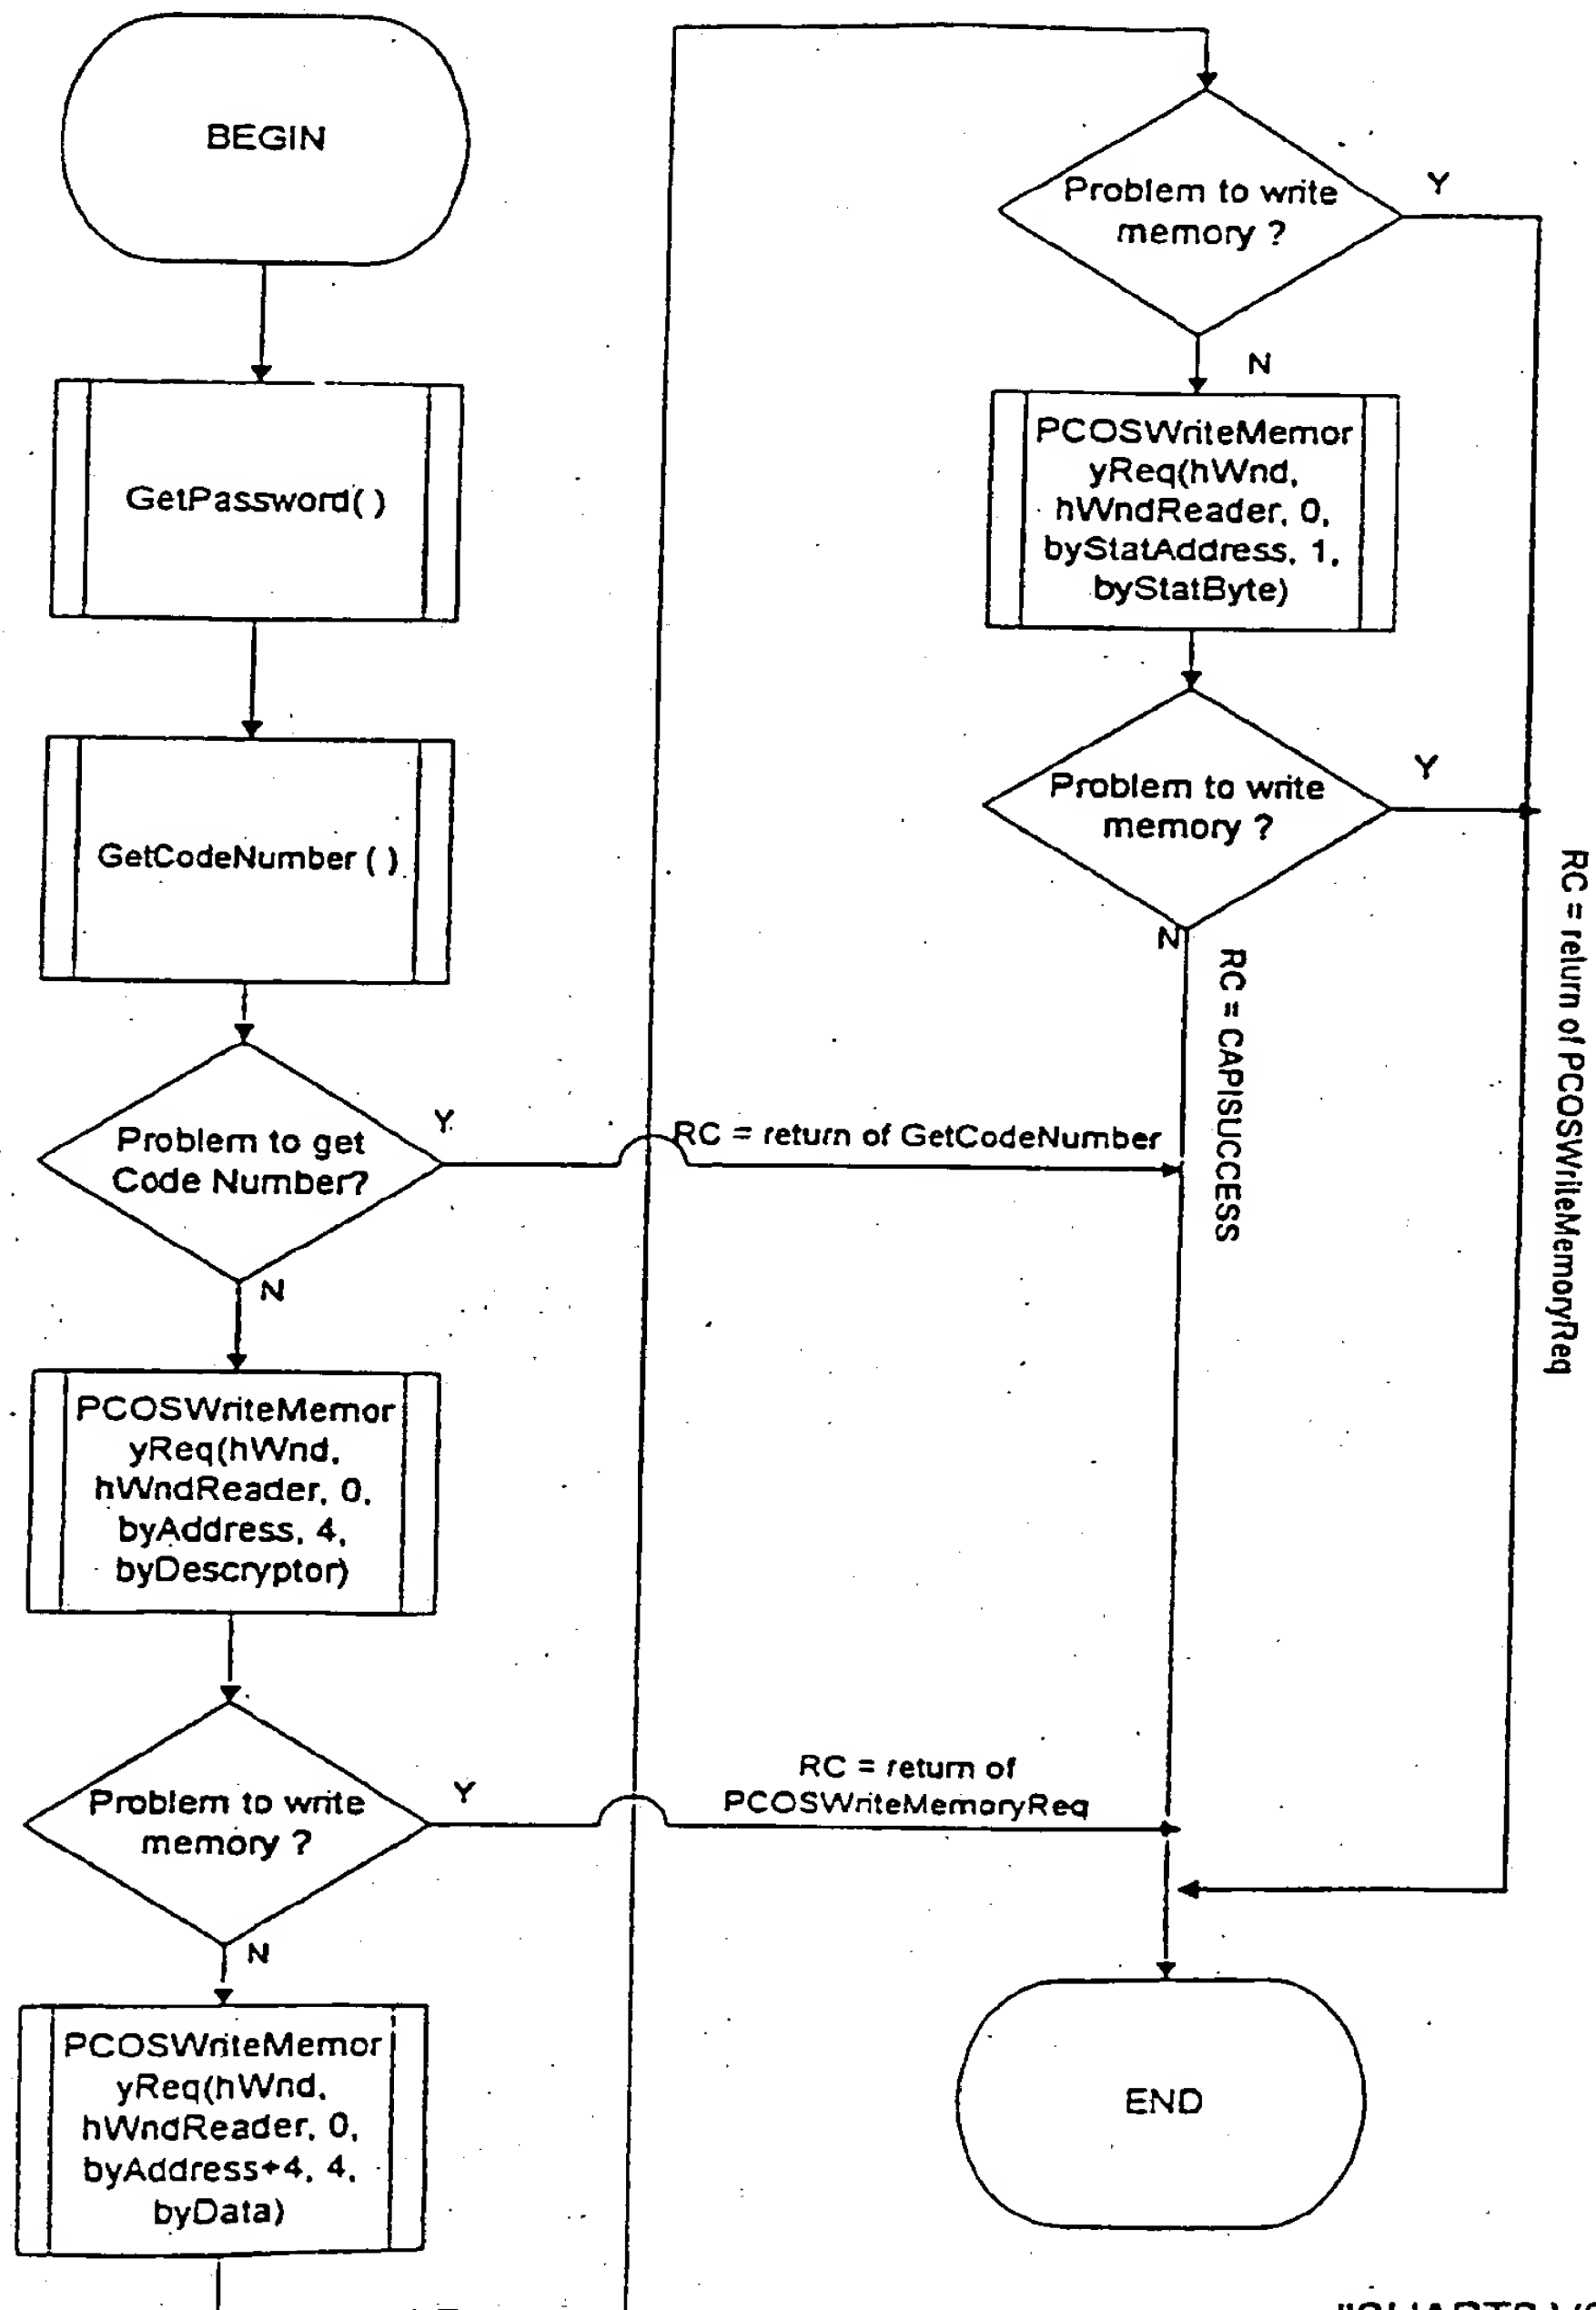 BEGIN
GetPassword( )
GetCodeNumber ( )
Problem to get
Code Number?
Y
RC = return of GetCodeNumber
N
PCOSWriteMemor
yReq(hWnd,
hWndReader, 0,
byAddress, 4,
byDescryptor)
Problem to write
memory ?
Y
RC = return of
PCOSWriteMemoryReq
N
PCOSWriteMemor
yReq(hWnd,
hWndReader, 0,
byAddress+4, 4,
byData)
Problem to write
memory ?
Y
N
PCOSWriteMemor
yReq(hWnd,
hWndReader, 0,
byStatAddress, 1,
byStatByte)
Problem to write
memory ?
Y
N
RC = CAPISUCCESS
RC = return of PCOSWriteMemoryReq
END